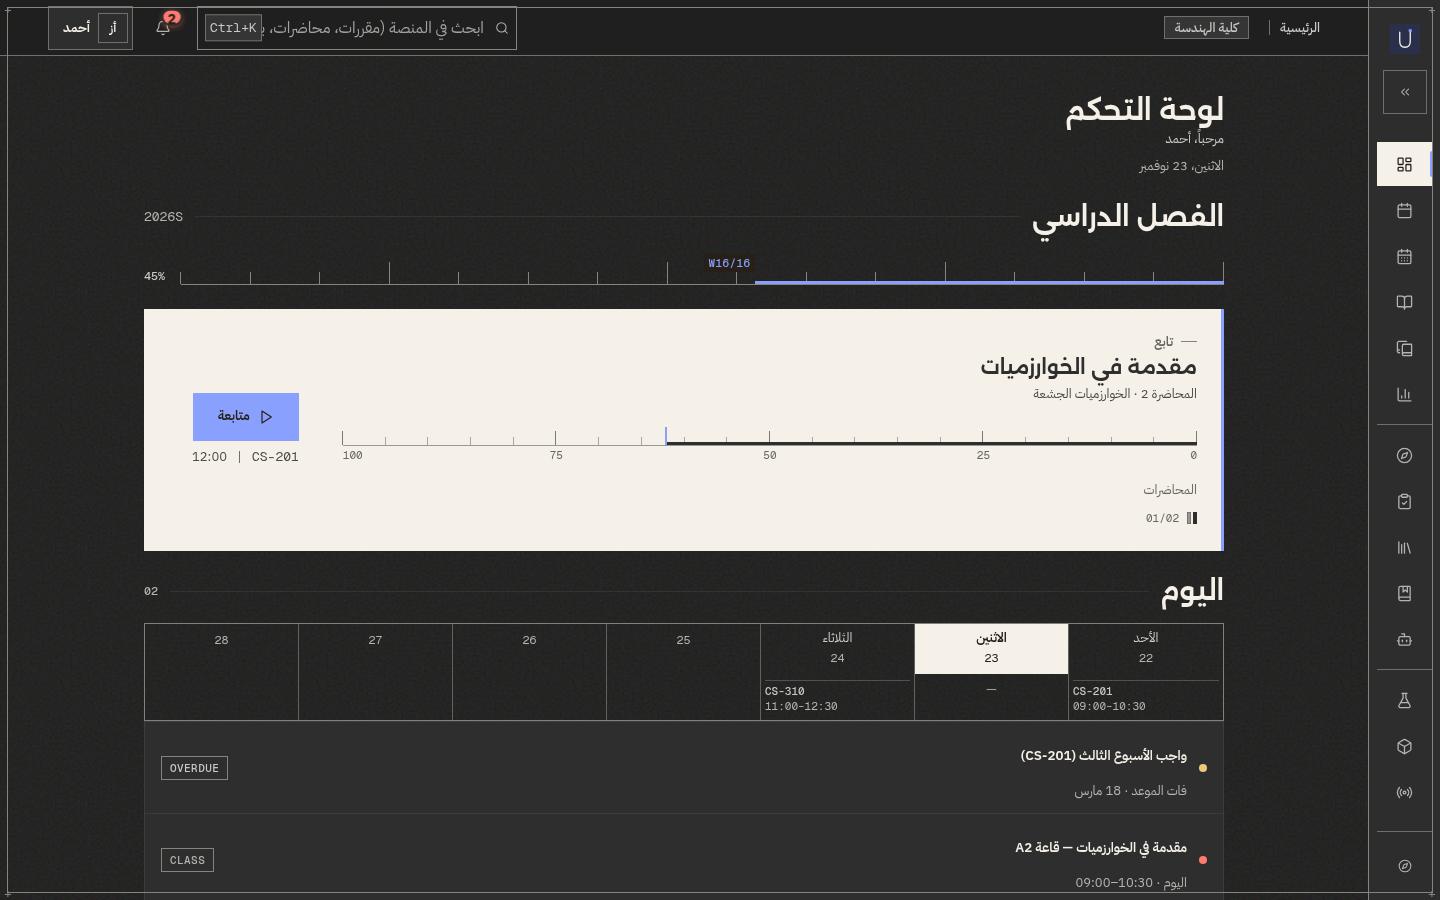 الرئيسية
كلية الهندسة
ابحث في المنصة (مقررات، محاضرات،
Ctrl+K
2
أز
أحمد
لوحة التحكم
مرحباً، أحمد
الاثنين، 23 نوفمبر
الفصل الدراسي
2026S
W16/16
45%
تابع
مقدمة في الخوارزميات
المحاضرة 2 · الخوارزميات الجشعة
متابعة
0
25
50
75
100
12:00 | CS-201
المحاضرات
01/02
اليوم
02
الأحد
22
CS-201
09:00-10:30
الاثنين
23
—
الثلاثاء
24
CS-310
11:00-12:30
25
26
27
28
واجب الأسبوع الثالث (CS-201)
فات الموعد · 18 مارس
OVERDUE
مقدمة في الخوارزميات — قاعة A2
اليوم · 09:00–10:30
CLASS